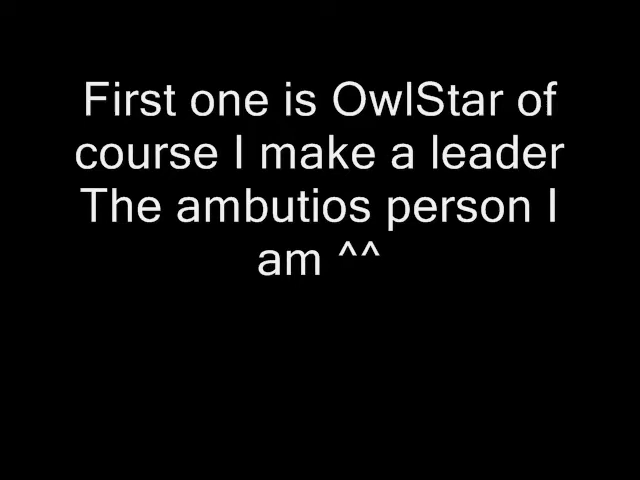 First one is OwlStar of
course I make a leader
The ambutios person I
am ^^